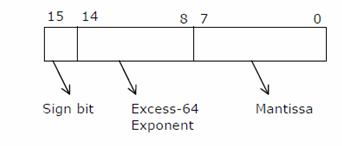 15 14 8 7 0
Sign bit Excess-64 Mantissa
Exponent